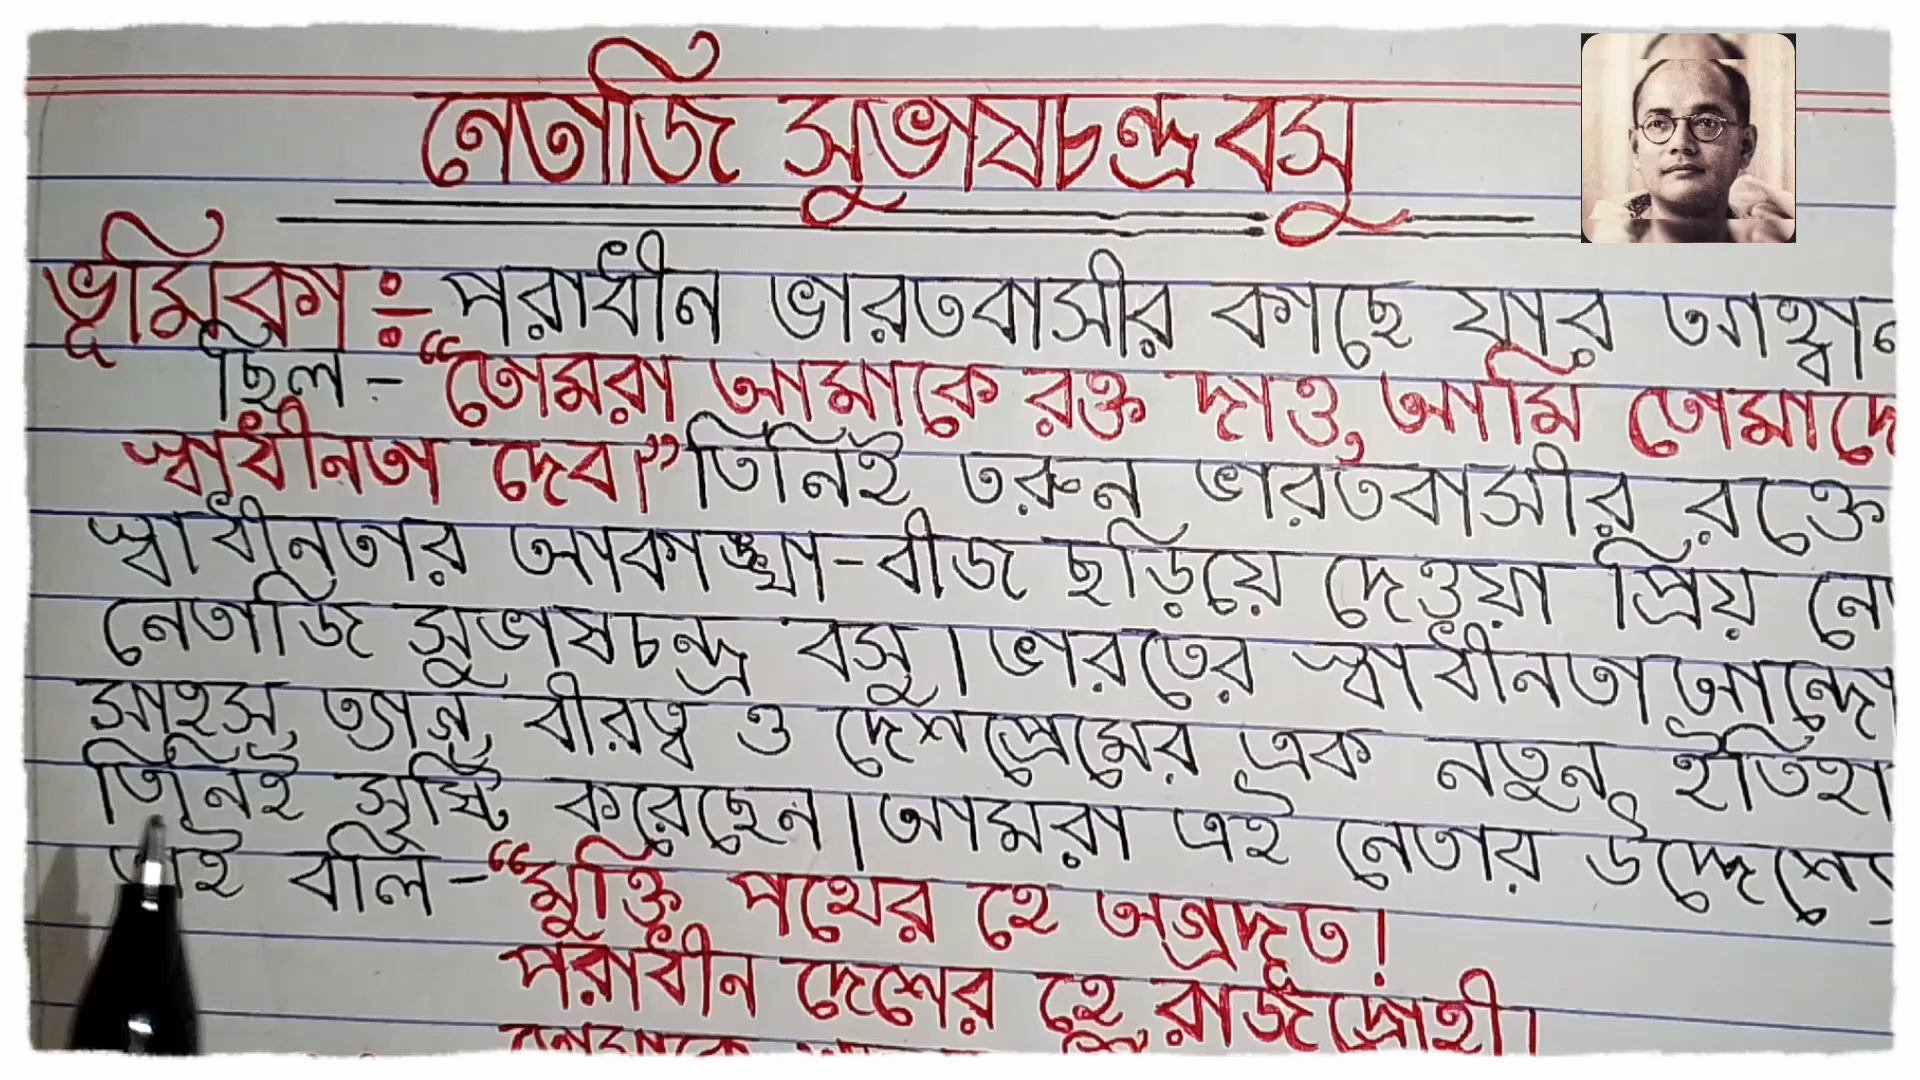 নেতাজি সুভাষচন্দ্র বসু
ভূমিকা ঃ- পরাধীন ভারতবাসীর কাছে যার আহ্বান
ছিল - "তোমরা আমাকে রক্ত দাও, আমি তোমাদে
স্বাধীনতা দেব।" তিনিই তরুন ভারতবাসীর রক্তে
স্বাধীনতার আকাঙ্খা-বীজ ছড়িয়ে দেওয়া প্রিয় নে
নেতাজি সুভাষচন্দ্র বসু। ভারতের স্বাধীনতা আন্দো
সাহস ত্যাগ বীরত্ব ও দেশপ্রেমের এক নতুন ইতিহা
তিনিই সৃষ্টি করেছেন। আমরা এই নেতার উদ্দেশ্যে
তাই বলি - "মুক্তি পথের হে অগ্রদূত!
পরাধীন দেশের হে রাজদ্রোহী।